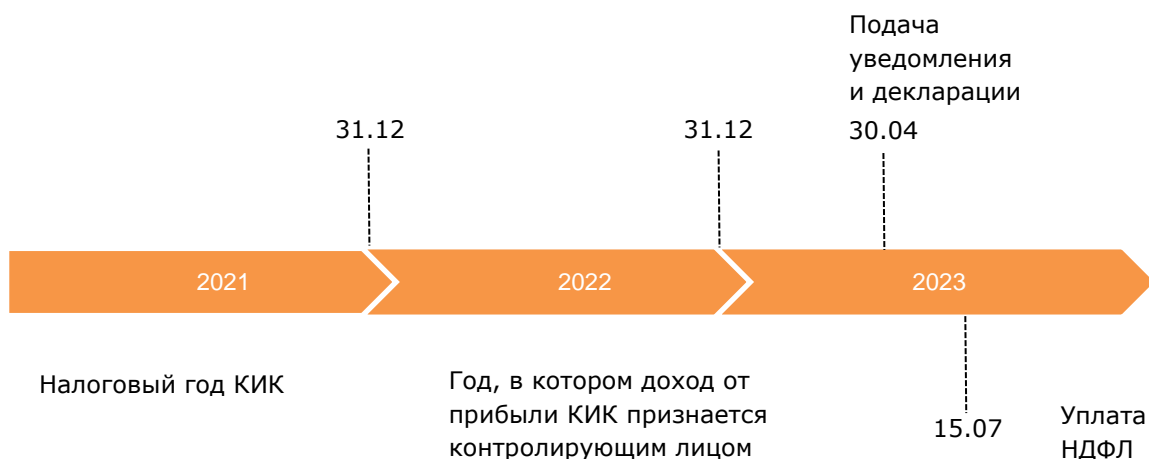 Подача
уведомления
и декларации
31.12
31.12
30.04
2021
2022
2023
Налоговый год КИК
Год, в котором доход от
прибыли КИК признается
контролирующим лицом
15.07
Уплата
НДФЛ